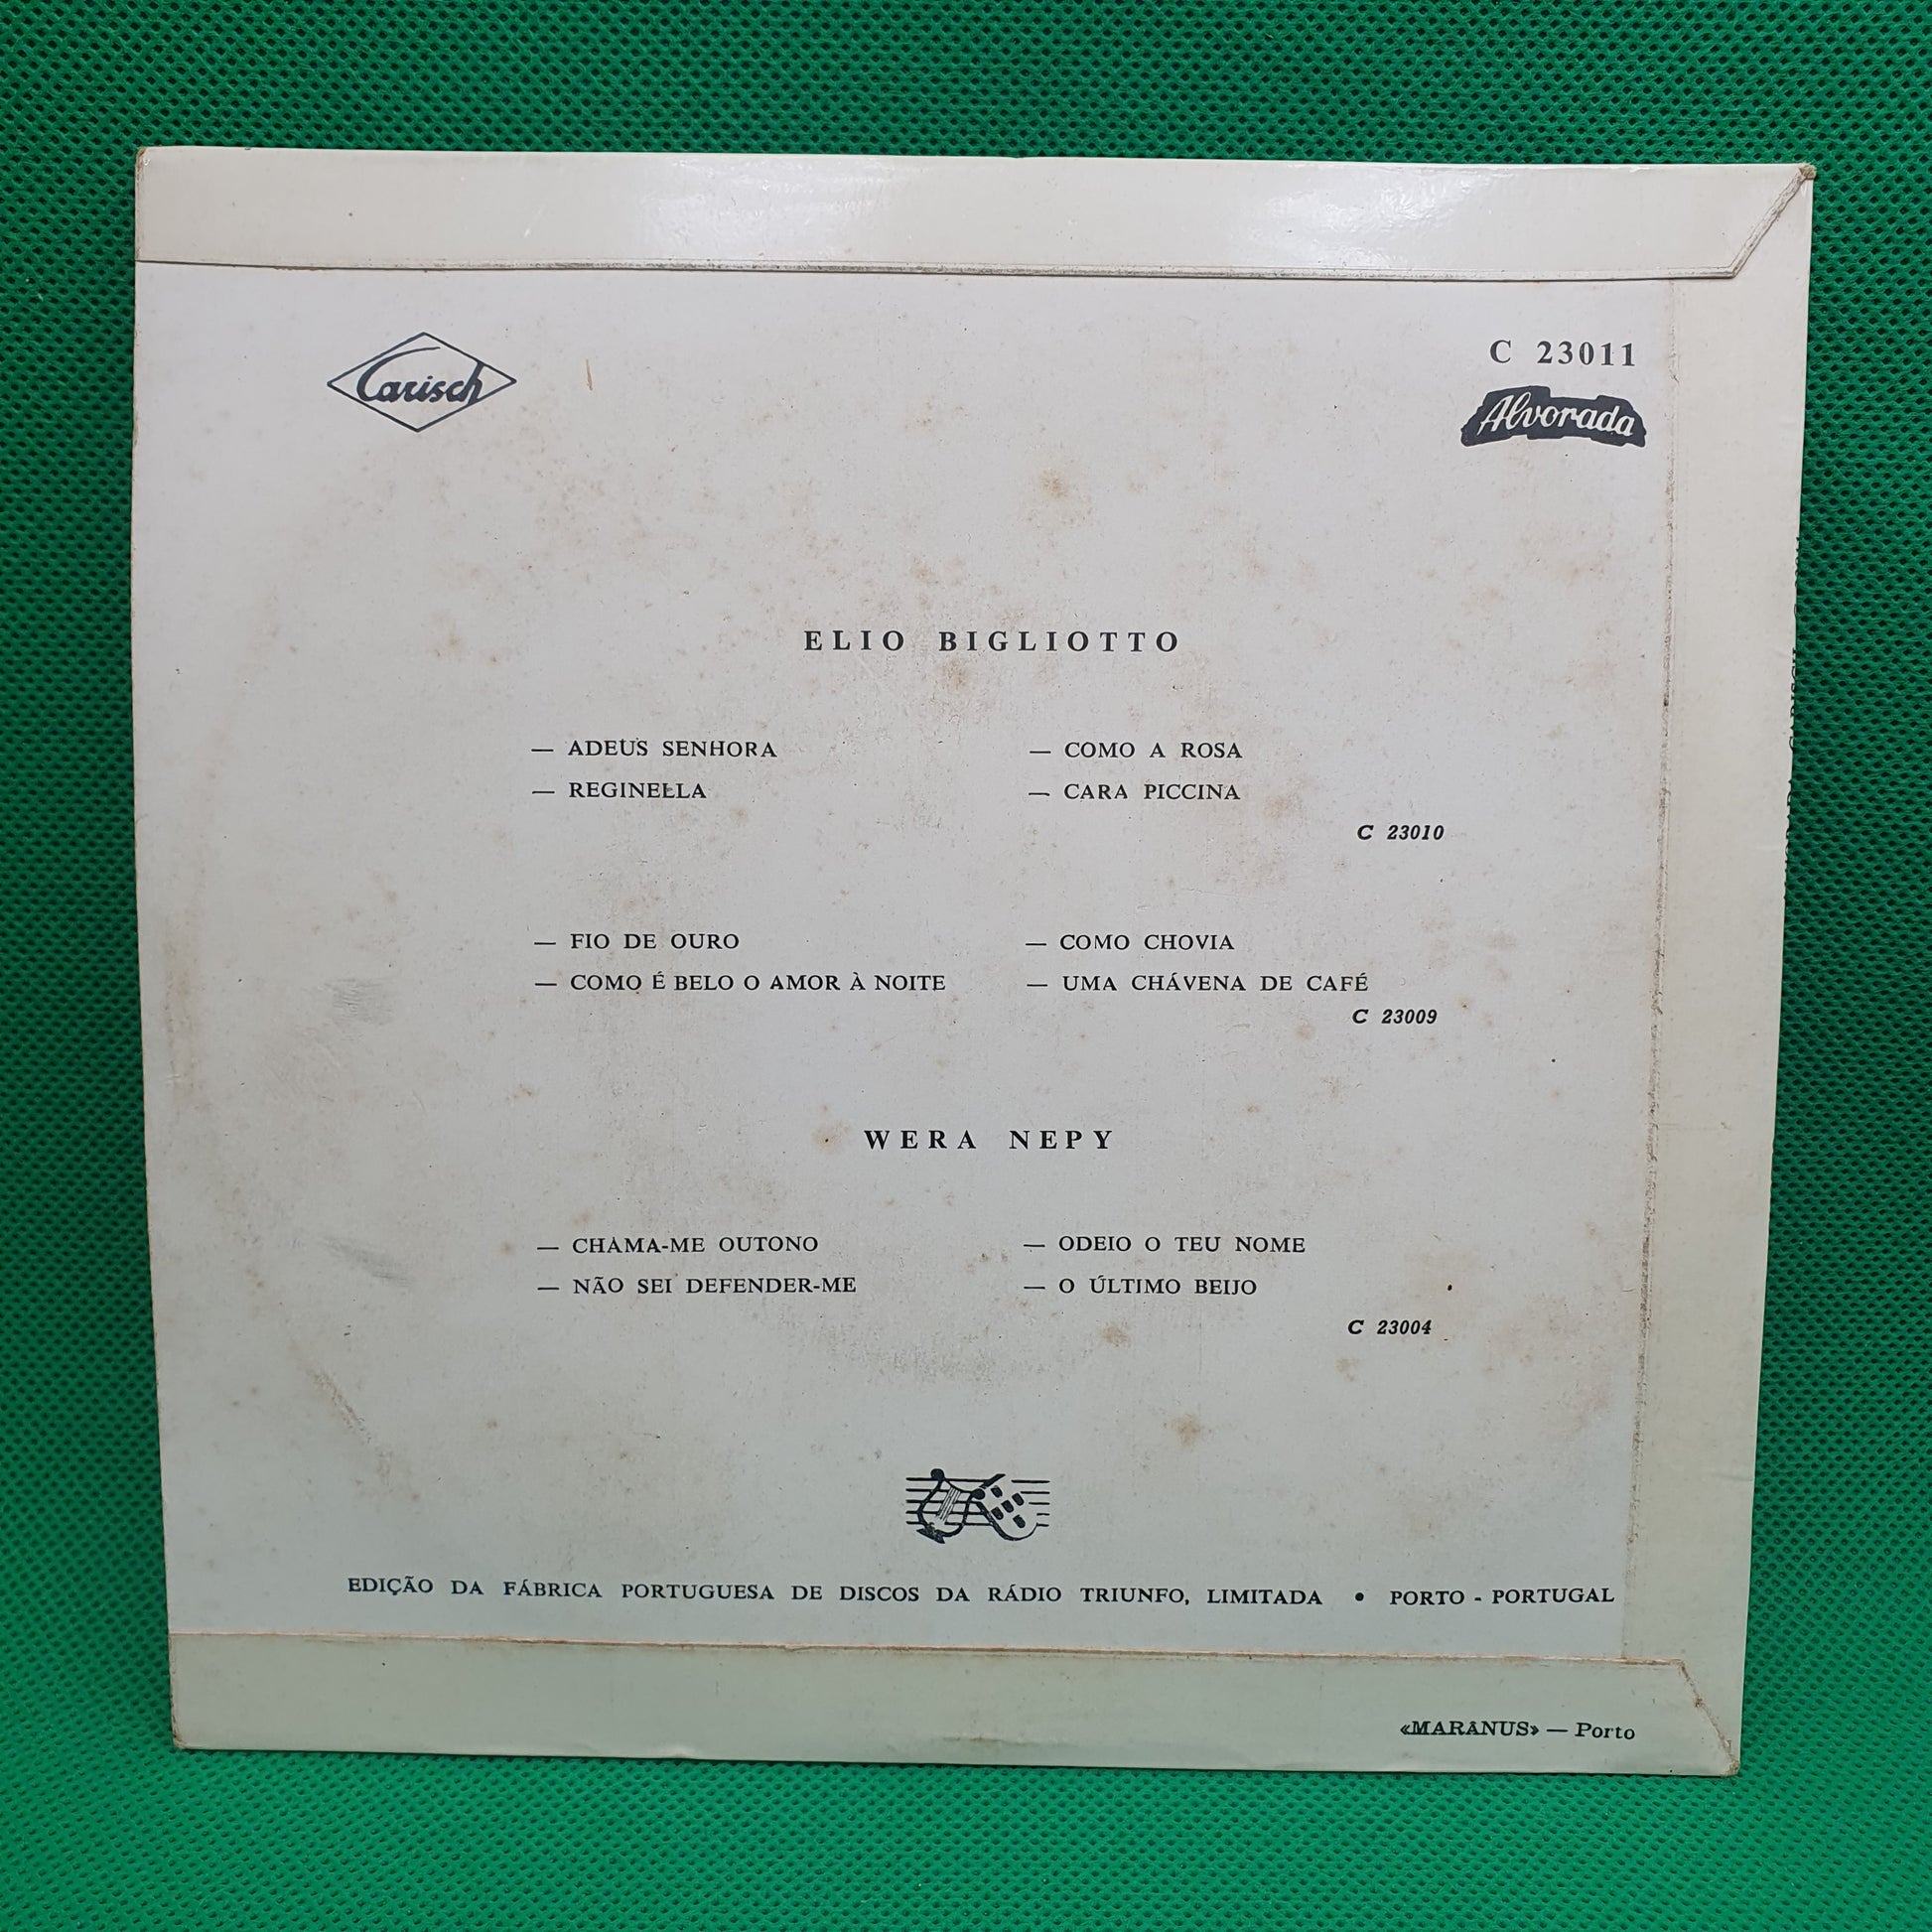 Carisch
C 23011
Alvorada
ELIO BIGLIOTTO
— ADEUS SENHORA
— REGINELLA
— COMO A ROSA
— CARA PICCINA
C 23010
— FIO DE OURO
— COMO É BELO O AMOR À NOITE
— COMO CHOVIA
— UMA CHÁVENA DE CAFÉ
C 23009
WERA NEPY
— CHAMA-ME OUTONO
— NÃO SEI DEFENDER-ME
— ODEIO O TEU NOME
— O ÚLTIMO BEIJO
C 23004
EDIÇÃO DA FÁBRICA PORTUGUESA DE DISCOS DA RÁDIO TRIUNFO, LIMITADA • PORTO - PORTUGAL
«MARÂNUS» — Porto